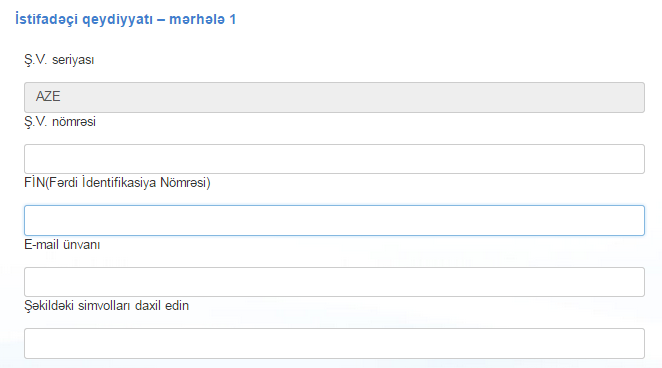 İstifadəçi qeydiyyatı – mərhələ 1
Ş.V. seriyası
AZE
Ş.V. nömrəsi
FİN(Fərdi İdentifikasiya Nömrəsi)
E-mail ünvanı
Şəkildəki simvolları daxil edin